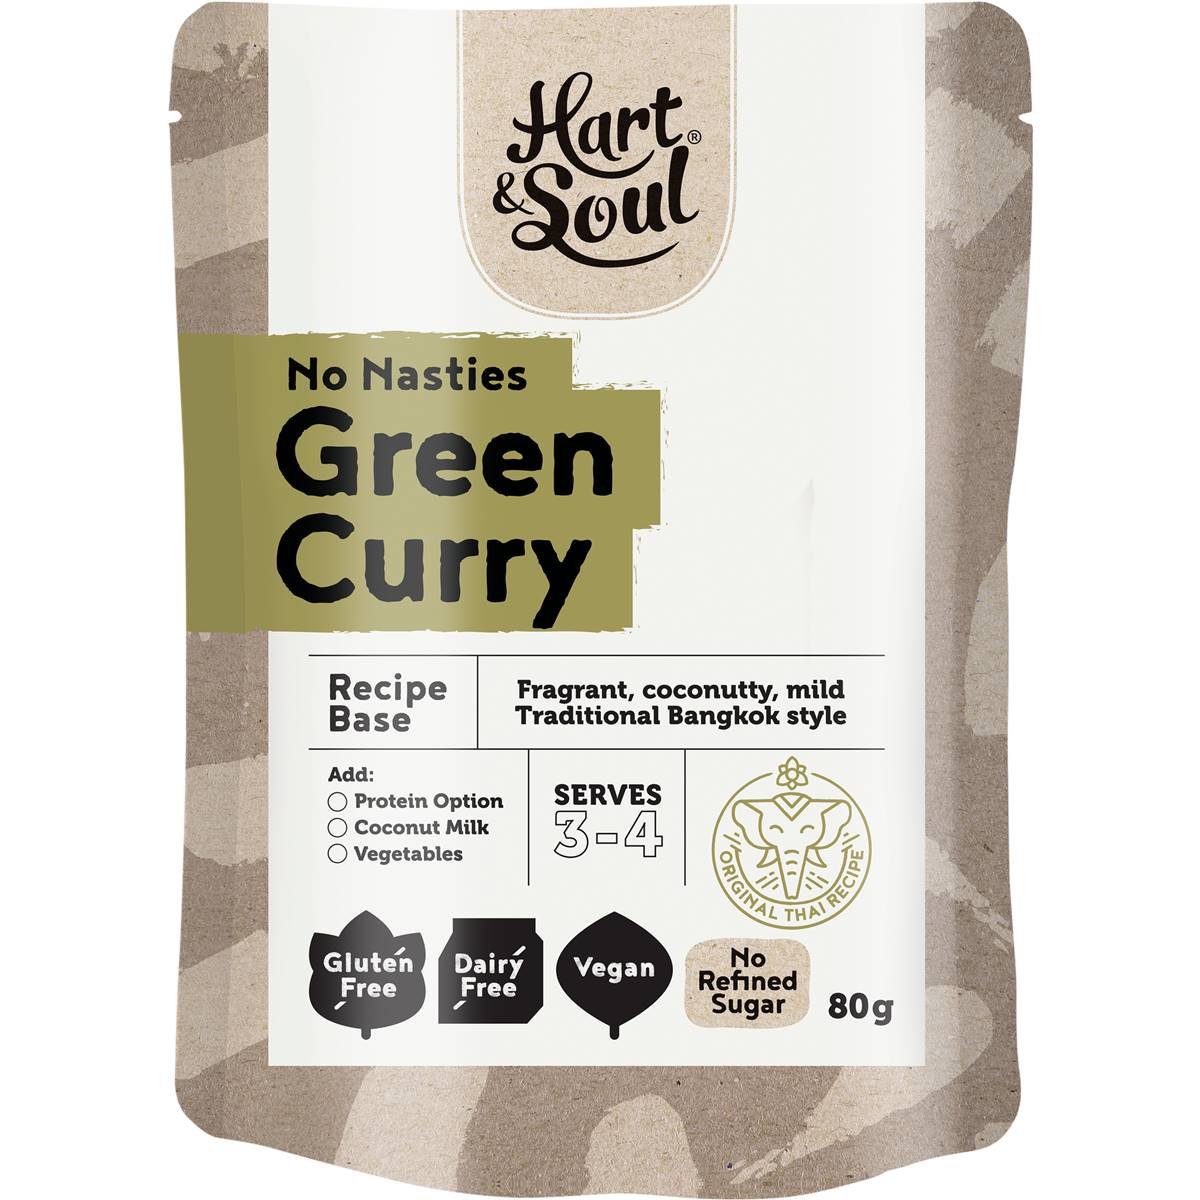 Hart
& Soul®
No Nasties
Green
Curry
Recipe
Base
Fragrant, coconutty, mild
Traditional Bangkok style
Add:
Protein Option
Coconut Milk
Vegetables
SERVES
3-4
ORIGINAL THAI RECIPE
Gluten
Free
Dairy
Free
Vegan
No
Refined
Sugar
80g